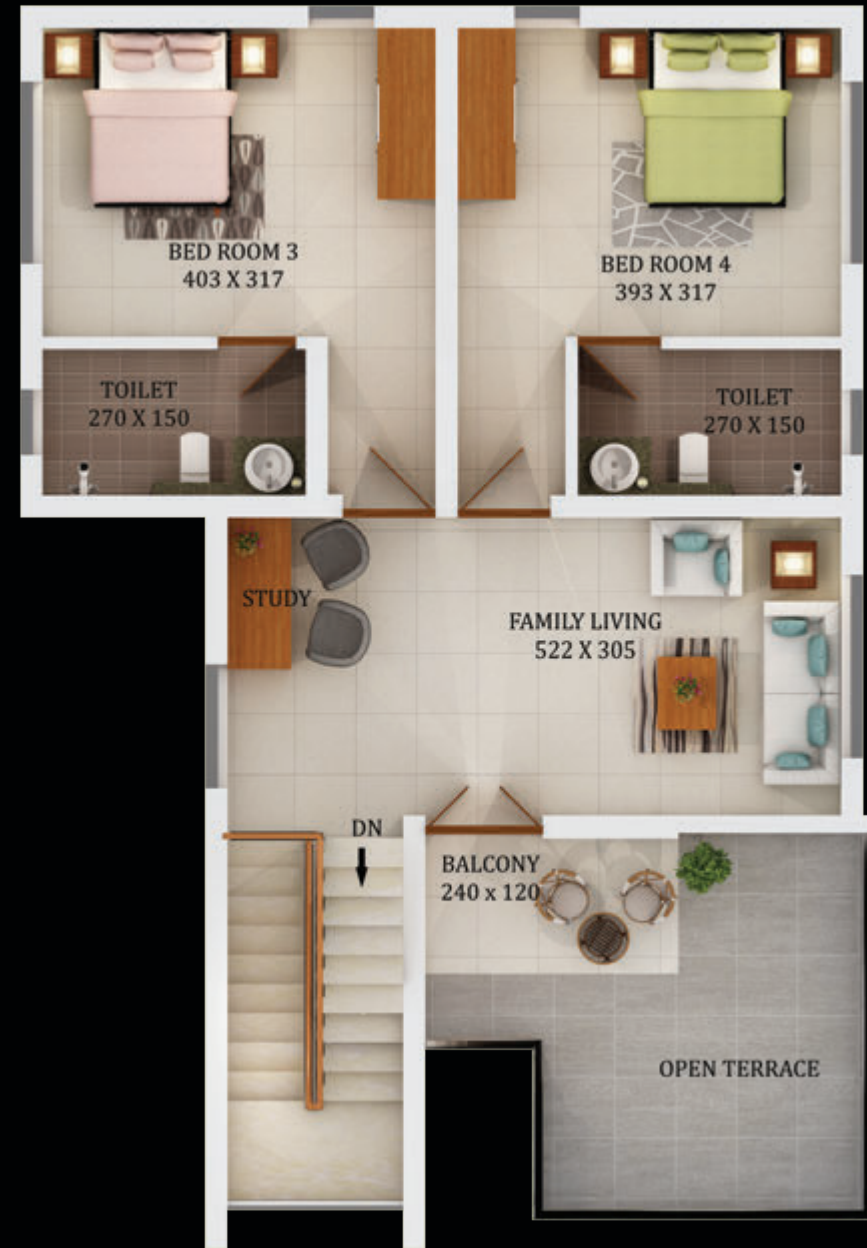 BED ROOM 3
403 X 317
BED ROOM 4
393 X 317
TOILET
270 X 150
TOILET
270 X 150
STUDY
FAMILY LIVING
522 X 305
DN
BALCONY
240 x 120
OPEN TERRACE